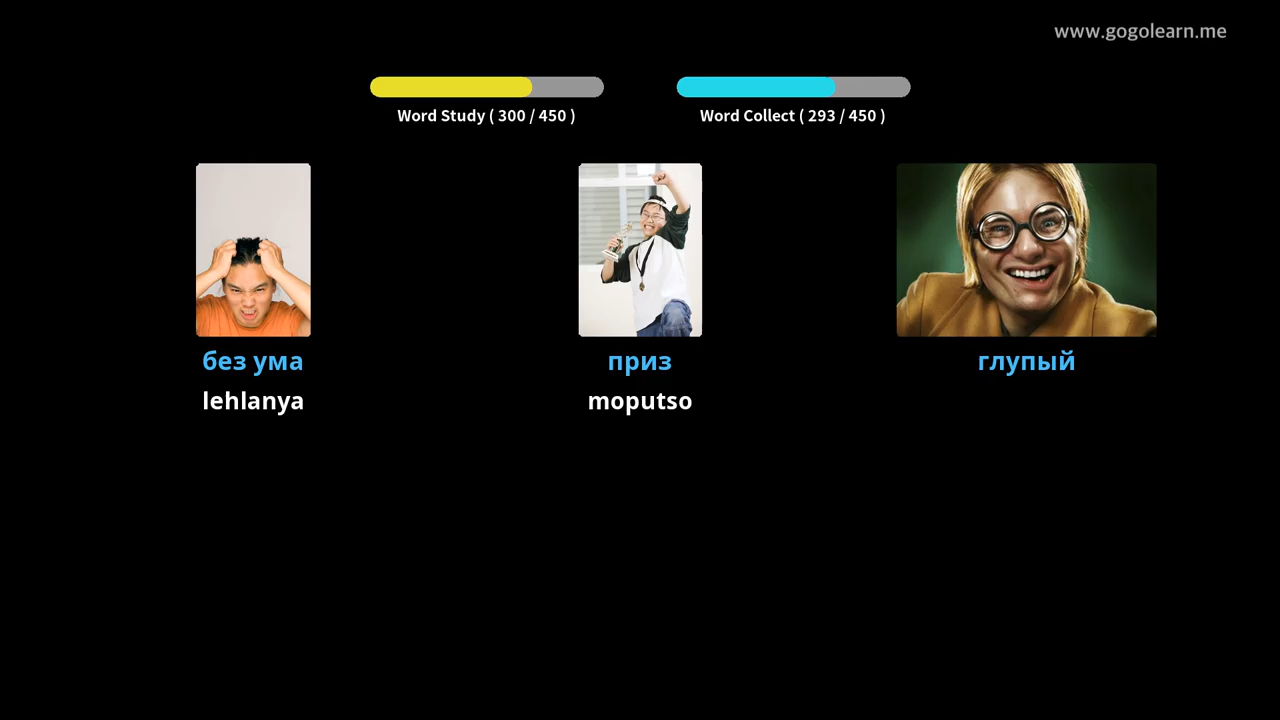 www.gogolearn.me
Word Study ( 300 / 450 )
Word Collect ( 293 / 450 )
без ума
приз
глупый
lehlanya
moputso